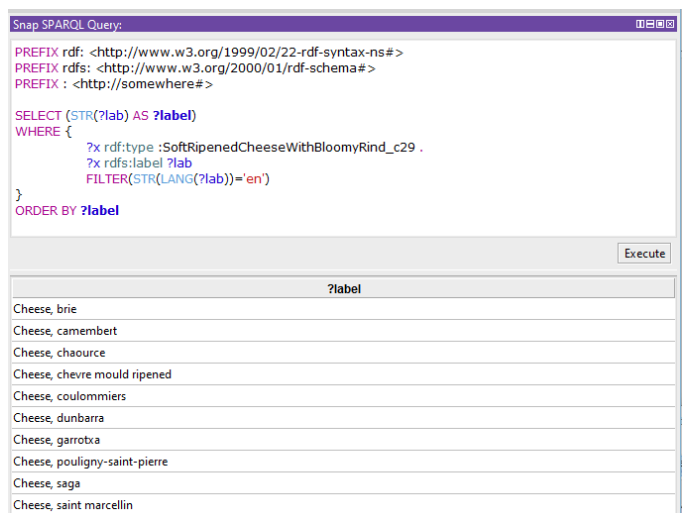 Snap SPARQL Query:
PREFIX rdf: <http://www.w3.org/1999/02/22-rdf-syntax-ns#>
PREFIX rdfs: <http://www.w3.org/2000/01/rdf-schema#>
PREFIX : <http://somewhere#>
SELECT (STR(?lab) AS ?label)
WHERE {
?x rdf:type :SoftRipenedCheeseWithBloomyRind_c29 .
?x rdfs:label ?lab
FILTER(STR(LANG(?lab))='en')
}
ORDER BY ?label
Execute
?label
Cheese, brie
Cheese, camembert
Cheese, chaource
Cheese, chevre mould ripened
Cheese, coulommiers
Cheese, dunbarra
Cheese, garrotxa
Cheese, pouligny-saint-pierre
Cheese, saga
Cheese, saint marcellin